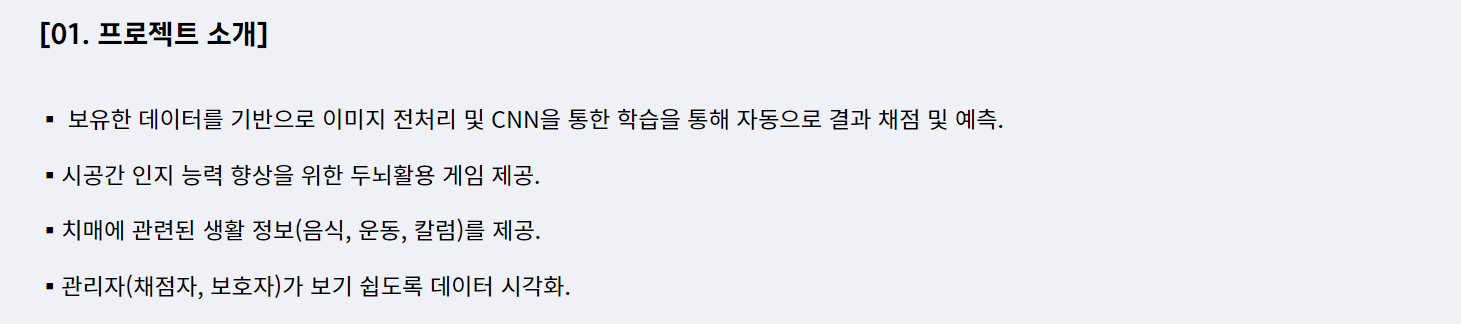 [01. 프로젝트 소개]
▪ 보유한 데이터를 기반으로 이미지 전처리 및 CNN을 통한 학습을 통해 자동으로 결과 채점 및 예측.
▪ 시공간 인지 능력 향상을 위한 두뇌활용 게임 제공.
▪ 치매에 관련된 생활 정보(음식, 운동, 칼럼)를 제공.
▪ 관리자(채점자, 보호자)가 보기 쉽도록 데이터 시각화.